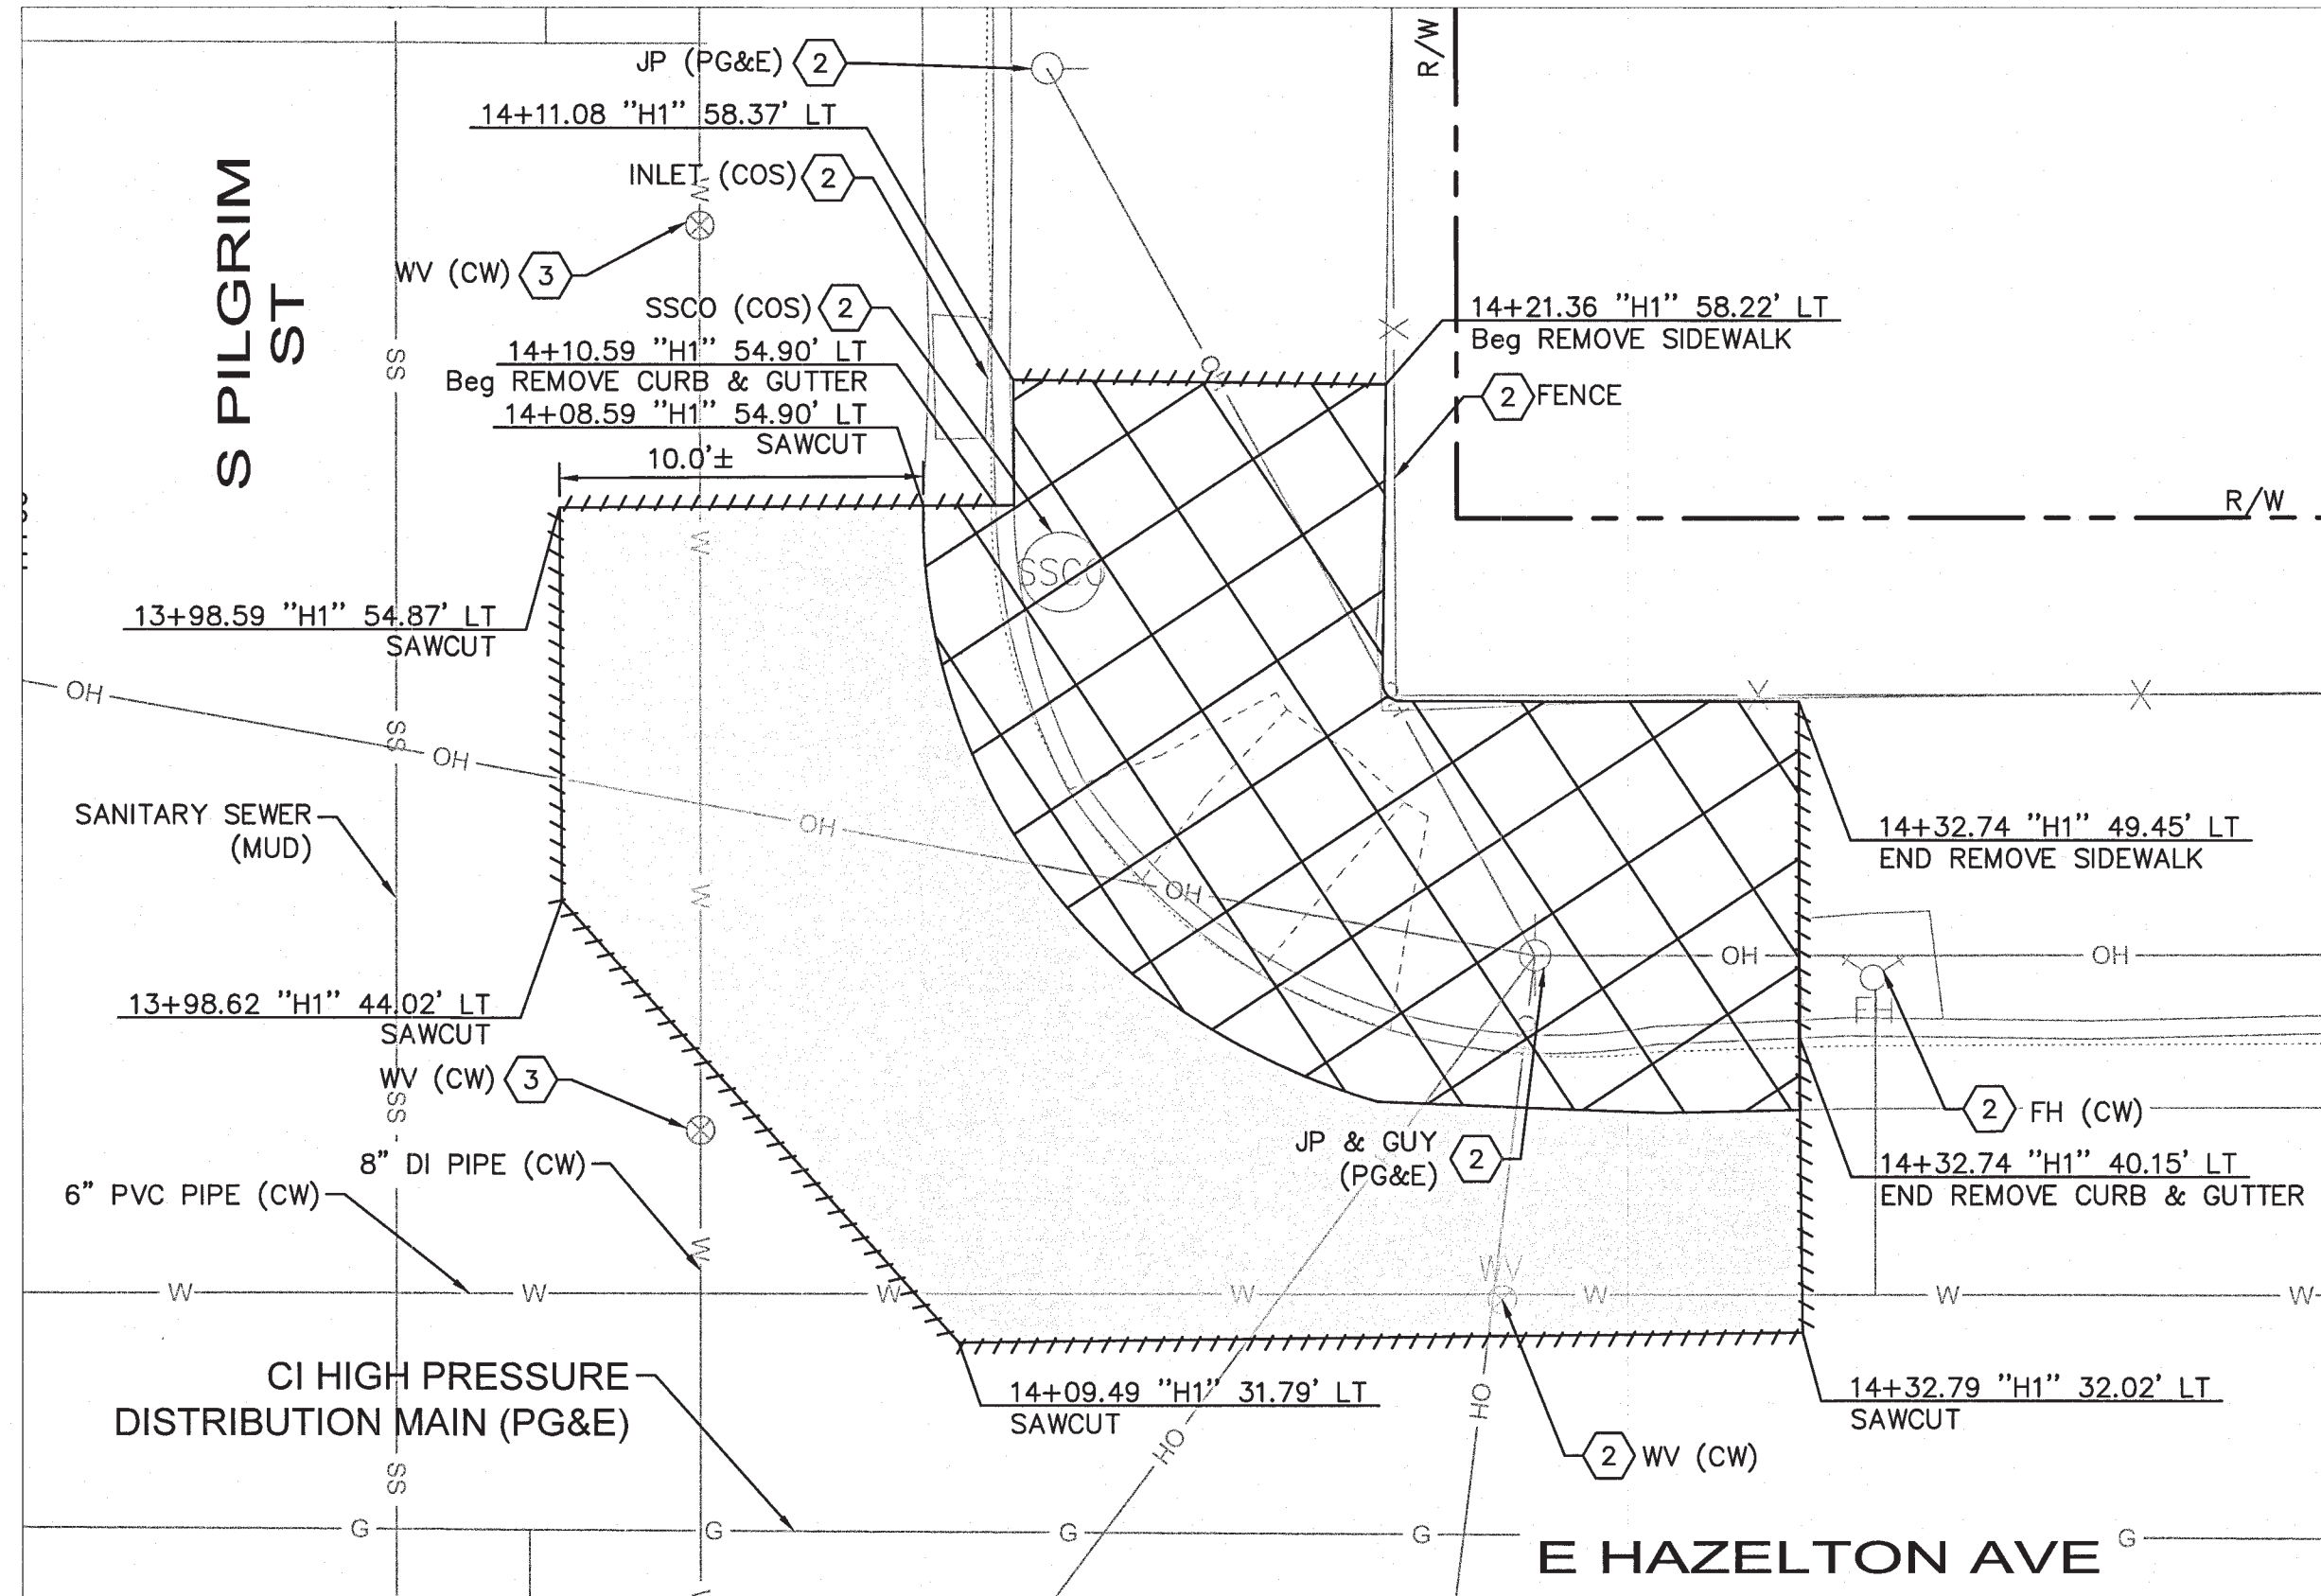 R/W
JP (PG&E) 2
14+11.08 "H1" 58.37' LT
INLET (COS) 2
W
WV (CW) 3
S PILGRIM
ST
SSCO (COS) 2
14+21.36 "H1" 58.22' LT
Beg REMOVE SIDEWALK
X
SS
14+10.59 "H1" 54.90' LT
Beg REMOVE CURB & GUTTER
2 FENCE
14+08.59 "H1" 54.90' LT
SAWCUT
10.0'±
R/W
W
SSCO
13+98.59 "H1" 54.87' LT
SAWCUT
OH
X
SS
OH
SANITARY SEWER
(MUD)
OH
14+32.74 "H1" 49.45' LT
END REMOVE SIDEWALK
W
OH
OH
OH
13+98.62 "H1" 44.02' LT
SAWCUT
FH
WV (CW) 3
SS
2 FH (CW)
JP & GUY
(PG&E) 2
8" DI PIPE (CW)
14+32.74 "H1" 40.15' LT
END REMOVE CURB & GUTTER
6" PVC PIPE (CW)
W
WV
W
W
W
W
W
W
W
CI HIGH PRESSURE
DISTRIBUTION MAIN (PG&E)
14+09.49 "H1" 31.79' LT
SAWCUT
14+32.79 "H1" 32.02' LT
SAWCUT
OH
OH
2 WV (CW)
SS
G
G
G
G
G
E HAZELTON AVE